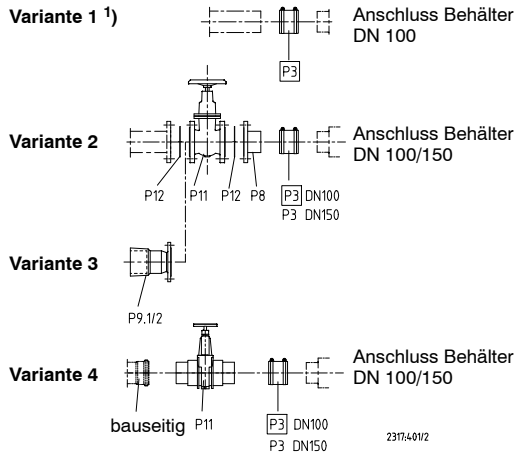 Variante 1 1)
Anschluss Behälter
DN 100
P3
Variante 2
Anschluss Behälter
DN 100/150
P12 P11 P12 P8 P3 DN100
P3 DN150
Variante 3
P9.1/2
Variante 4
Anschluss Behälter
DN 100/150
bauseitig P11 P3 DN100
P3 DN150
2317;401/2